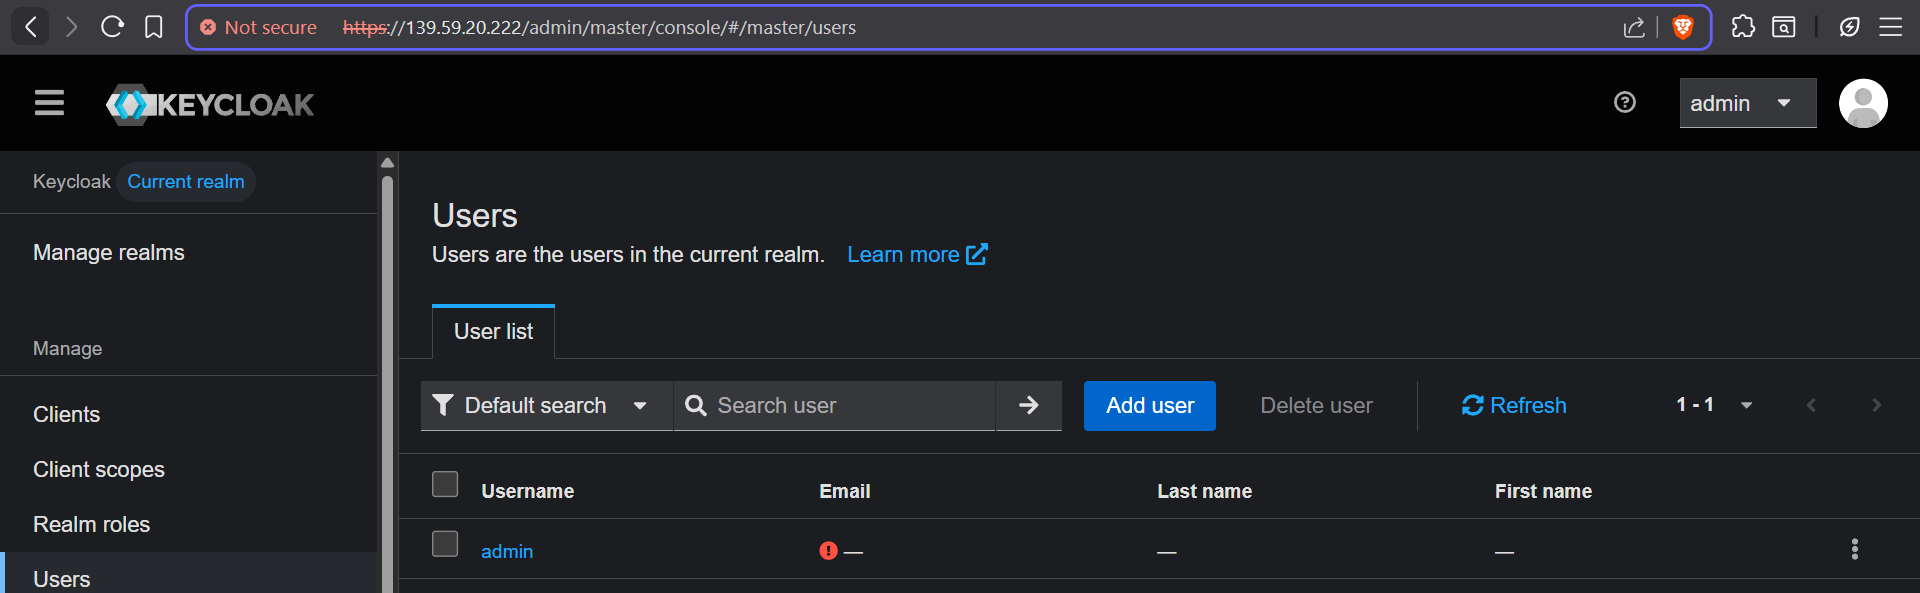 Not secure https://139.59.20.222/admin/master/console/#/master/users
KEYCLOAK
admin
Keycloak Current realm
Manage realms
Manage
Clients
Client scopes
Realm roles
Users
Users
Users are the users in the current realm. Learn more
User list
Default search Search user Add user Delete user Refresh 1 - 1
Username Email Last name First name
admin — — —